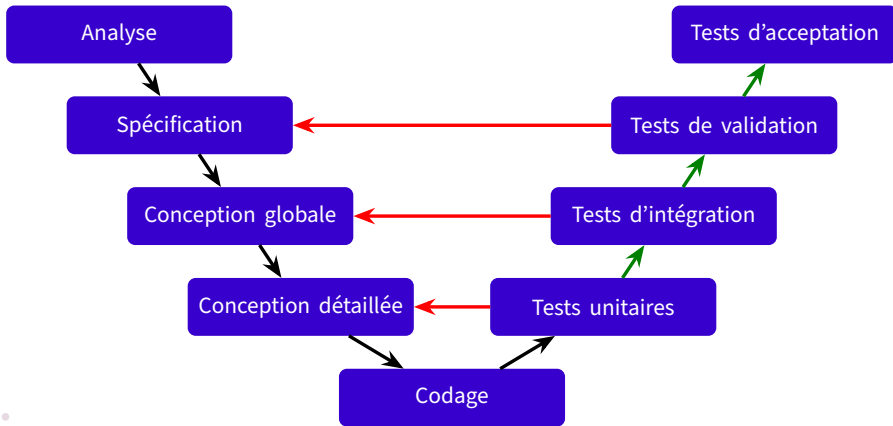 Analyse
Tests d'acceptation
Spécification
Tests de validation
Conception globale
Tests d'intégration
Conception détaillée
Tests unitaires
Codage